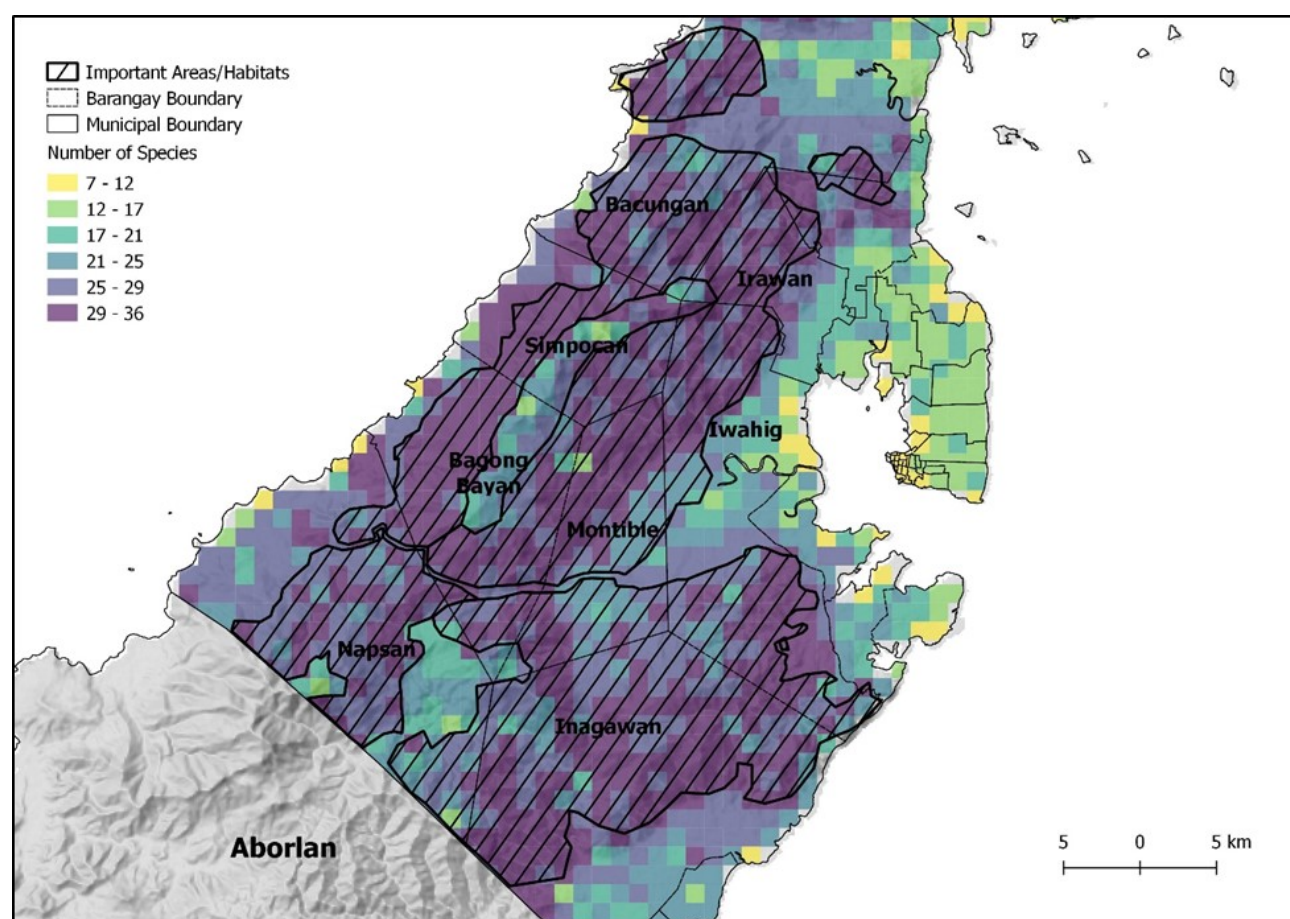 Important Areas/Habitats
Barangay Boundary
Municipal Boundary
Number of Species
7 - 12
12 - 17
17 - 21
21 - 25
25 - 29
29 - 36
Bacungan
Irawan
Simpocan
Iwahig
Bagong
Bayan
Montible
Napsan
Inagawan
Aborlan
5 0 5 km